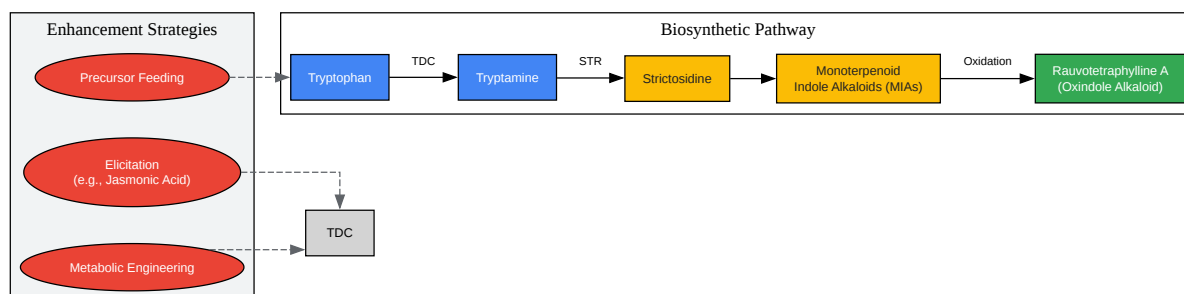 Enhancement Strategies
Precursor Feeding
Elicitation
(e.g., Jasmonic Acid)
Metabolic Engineering
TDC
Biosynthetic Pathway
Tryptophan
TDC
Tryptamine
STR
Strictosidine
Monoterpenoid
Indole Alkaloids (MIAs)
Oxidation
Rauvotetraphylline A
(Oxindole Alkaloid)